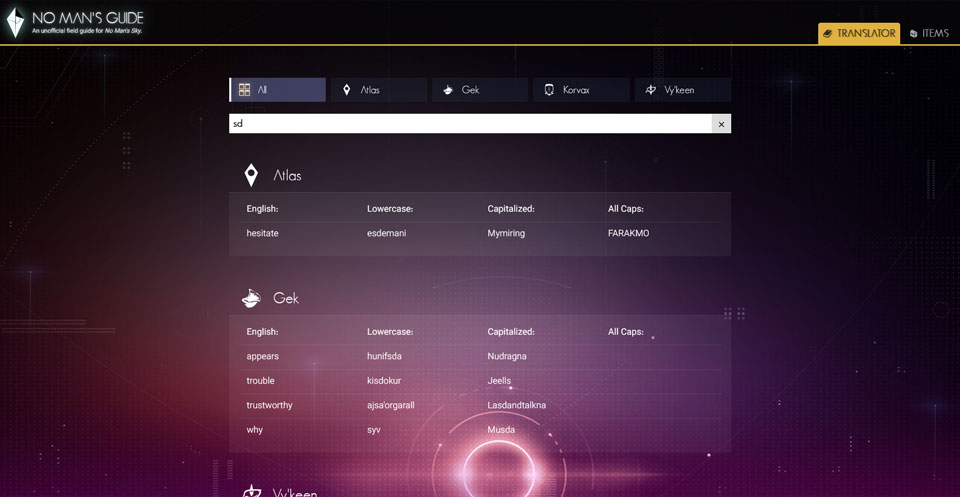 NO MAN'S GUIDE
An unofficial field guide for No Man's Sky.
TRANSLATOR ITEMS
All Atlas Gek Korvax Vy'keen
sd ×
Atlas
English: Lowercase: Capitalized: All Caps:
hesitate esdemani Mymiring FARAKMO
Gek
English: Lowercase: Capitalized: All Caps:
appears hunifsda Nudragna
trouble kisdokur Jeells
trustworthy ajsa'orgarall Lasdandtalkna
why syv Musda
Vy'keen